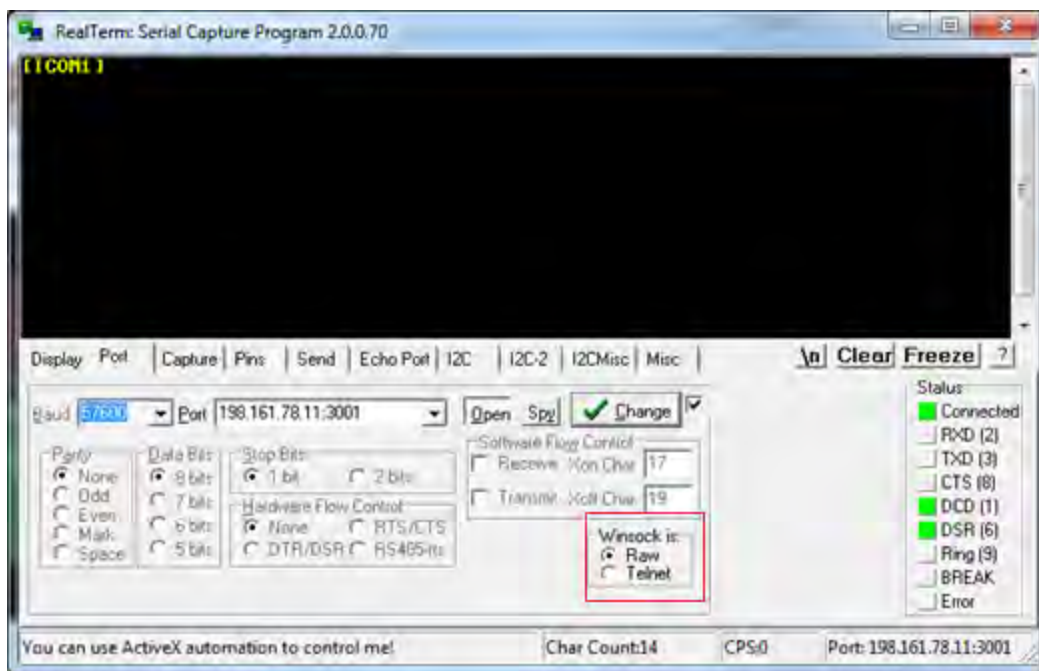 RealTerm: Serial Capture Program 2.0.0.70
[ICOM1]
Display Port Capture Pins Send Echo Port I2C I2C-2 I2CMisc Misc \n Clear Freeze ?
Baud 57600 Port 198.161.78.11:3001 Open Spy Change
Parity
None
Odd
Even
Mark
Space
Data Bits
8 bits
7 bits
6 bits
5 bits
Stop Bits
1 bit 2 bits
Hardware Flow Control
None RTS/CTS
DTR/DSR RS485-rts
Software Flow Control
Receive Xon Char 17
Transmit Xoff Char 19
Winsock is:
Raw
Telnet
Status
Connected
RXD (2)
TXD (3)
CTS (8)
DCD (1)
DSR (6)
Ring (9)
BREAK
Error
You can use ActiveX automation to control me! Char Count:14 CPS:0 Port: 198.161.78.11:3001